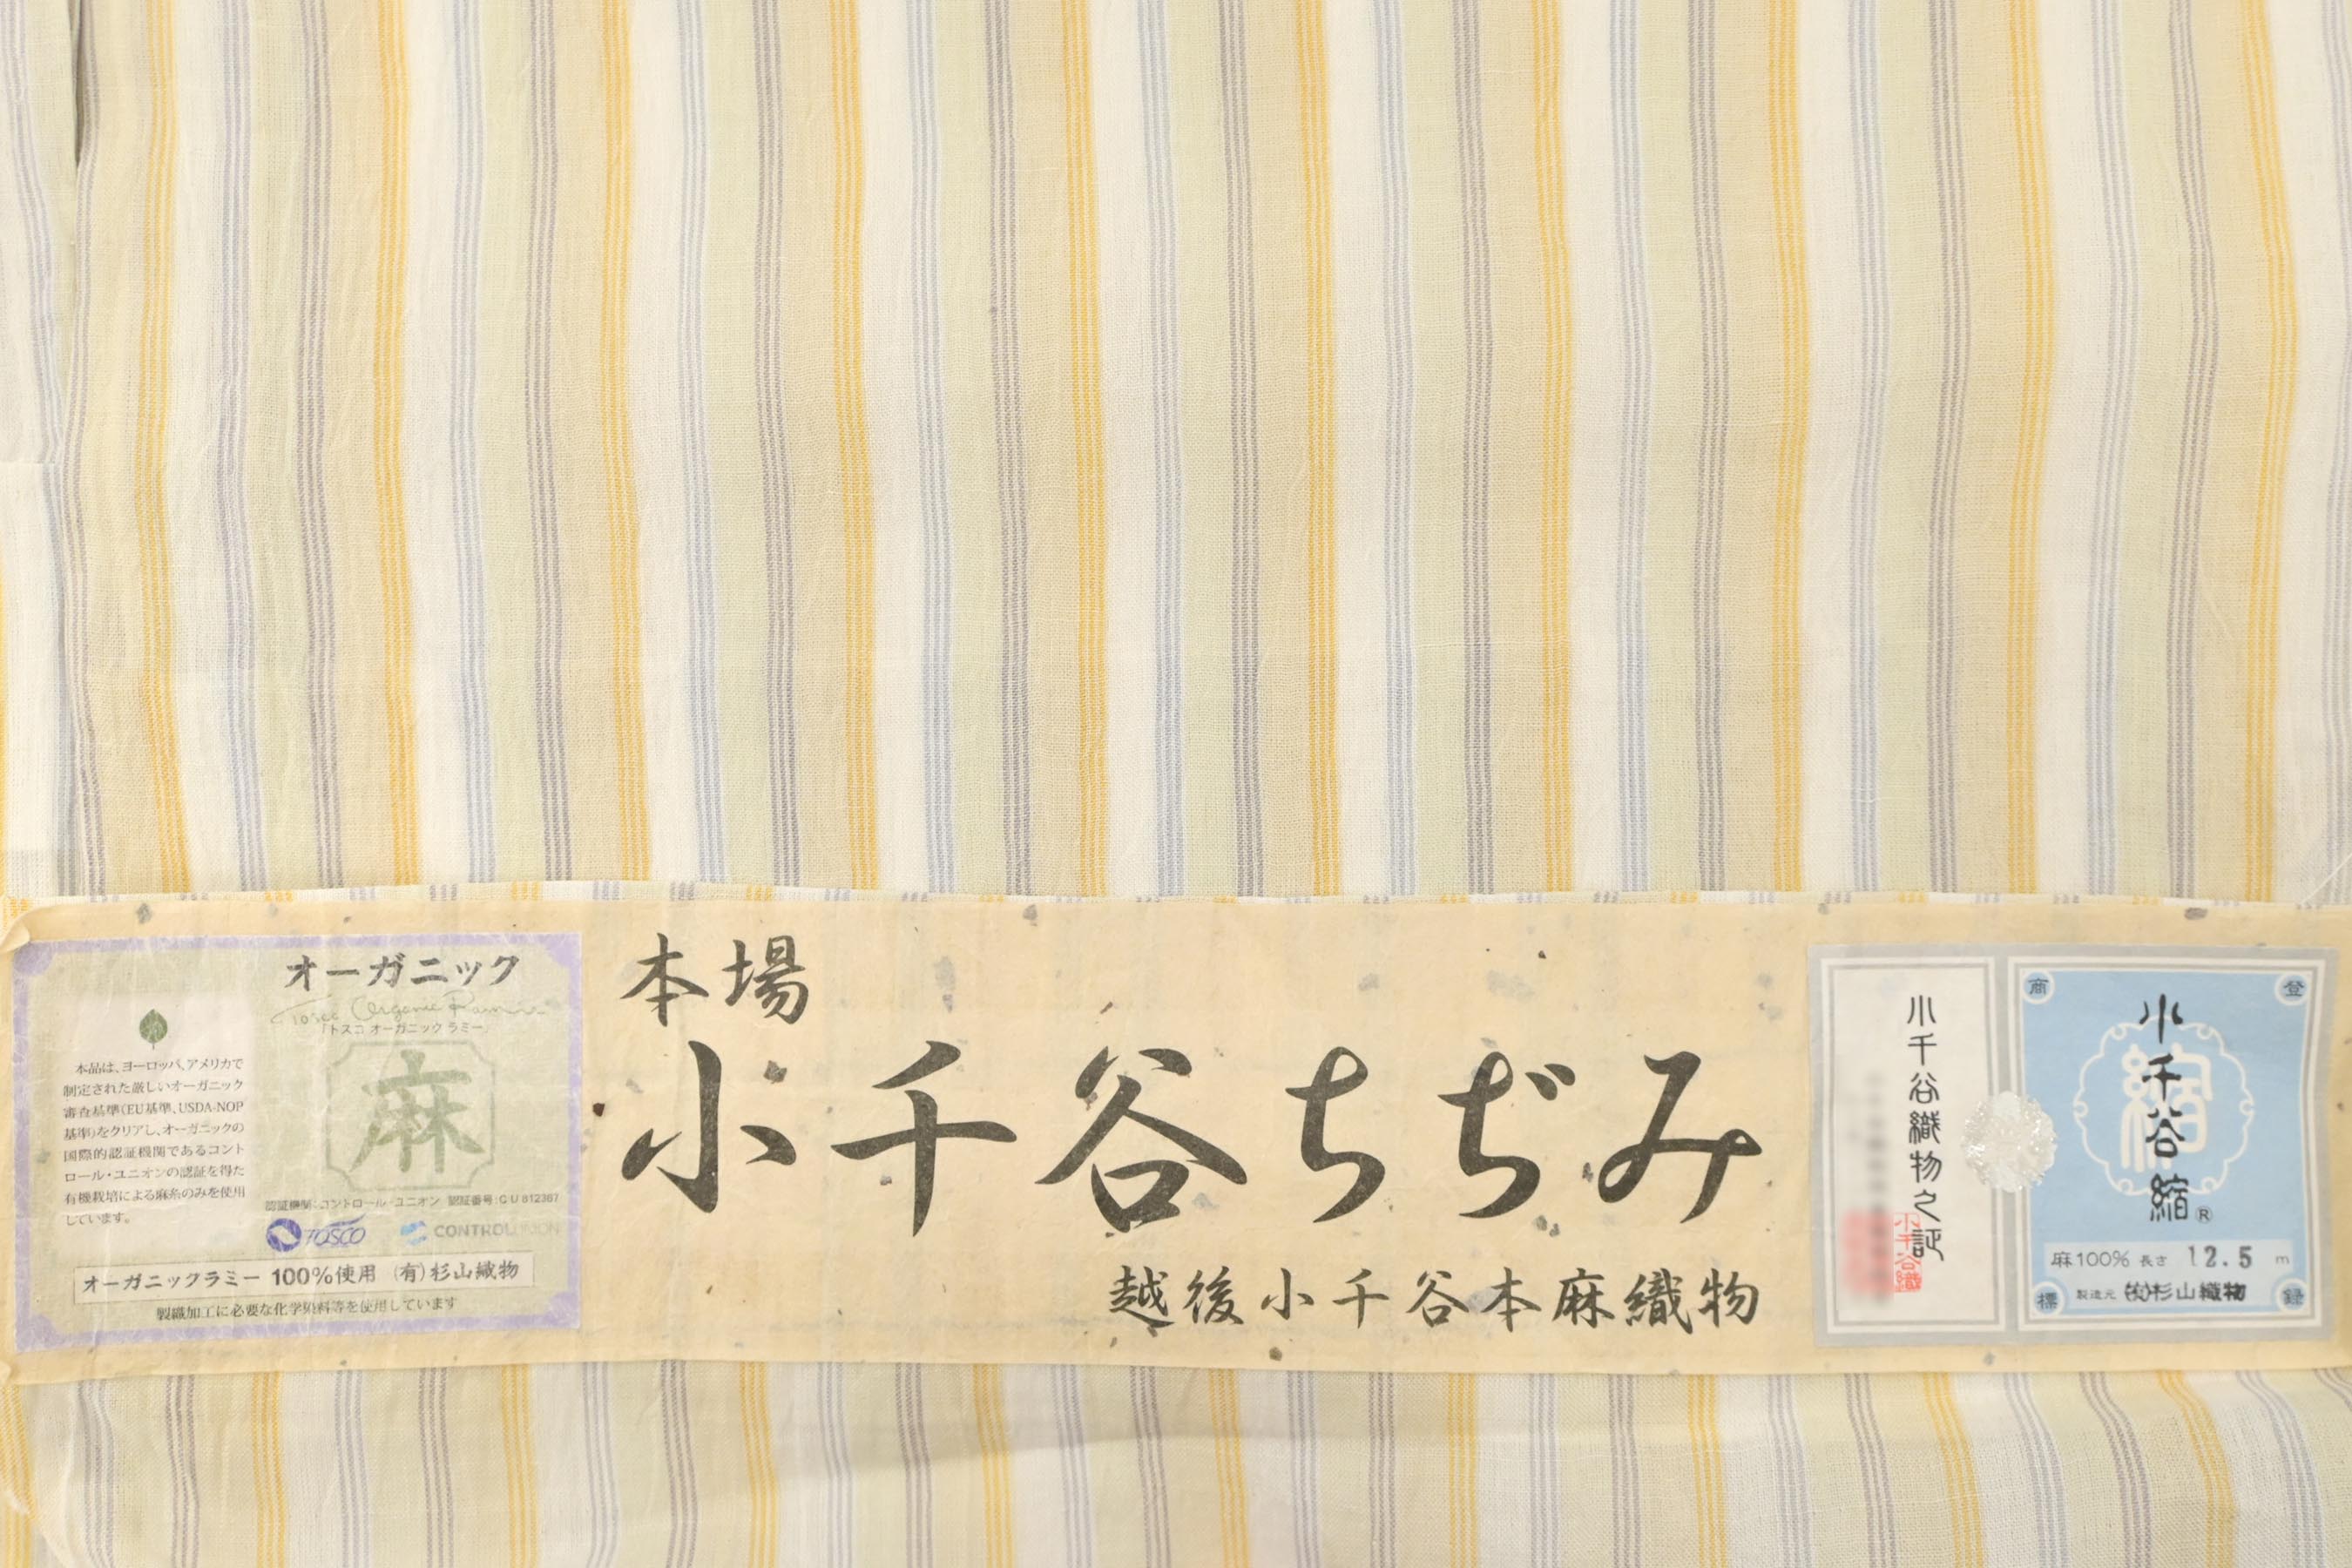 オーガニック
Tosco Organic Ramie
「トスコ オーガニック ラミー」
麻
本品は、ヨーロッパ、アメリカで
制定された厳しいオーガニック
審査基準(EU基準、USDA-NOP
基準)をクリアし、オーガニックの
国際的認証機関であるコント
ロール・ユニオンの認証を得た
有機栽培による麻糸のみを使用
しています。
認証機関:コントロール・ユニオン 認証番号:CU812367
TOSCO
CONTROL UNION
オーガニックラミー 100%使用 (有)杉山織物
製織加工に必要な化学染料等を使用しています
本場
小千谷ちぢみ
越後小千谷本麻織物
小千谷織物之証
小千谷織
商 登
縮
小千谷縮®
麻100% 長さ 12.5 m
製造元 (有)杉山織物
標 録